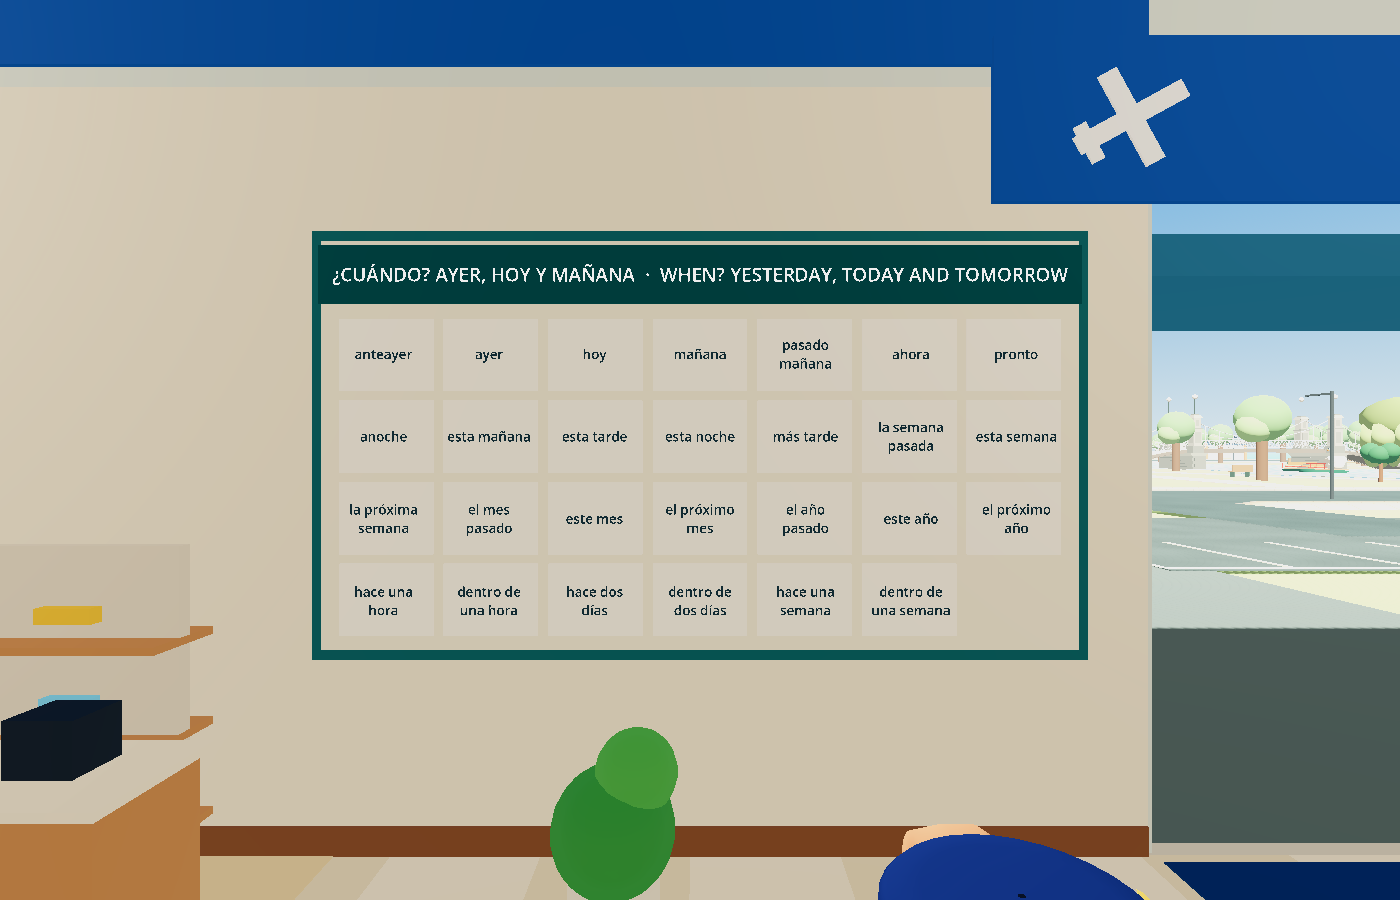 ¿CUÁNDO? AYER, HOY Y MAÑANA · WHEN? YESTERDAY, TODAY AND TOMORROW
anteayer
ayer
hoy
mañana
pasado
mañana
ahora
pronto
anoche
esta mañana
esta tarde
esta noche
más tarde
la semana
pasada
esta semana
la próxima
semana
el mes
pasado
este mes
el próximo
mes
el año
pasado
este año
el próximo
año
hace una
hora
dentro de
una hora
hace dos
días
dentro de
dos días
hace una
semana
dentro de
una semana